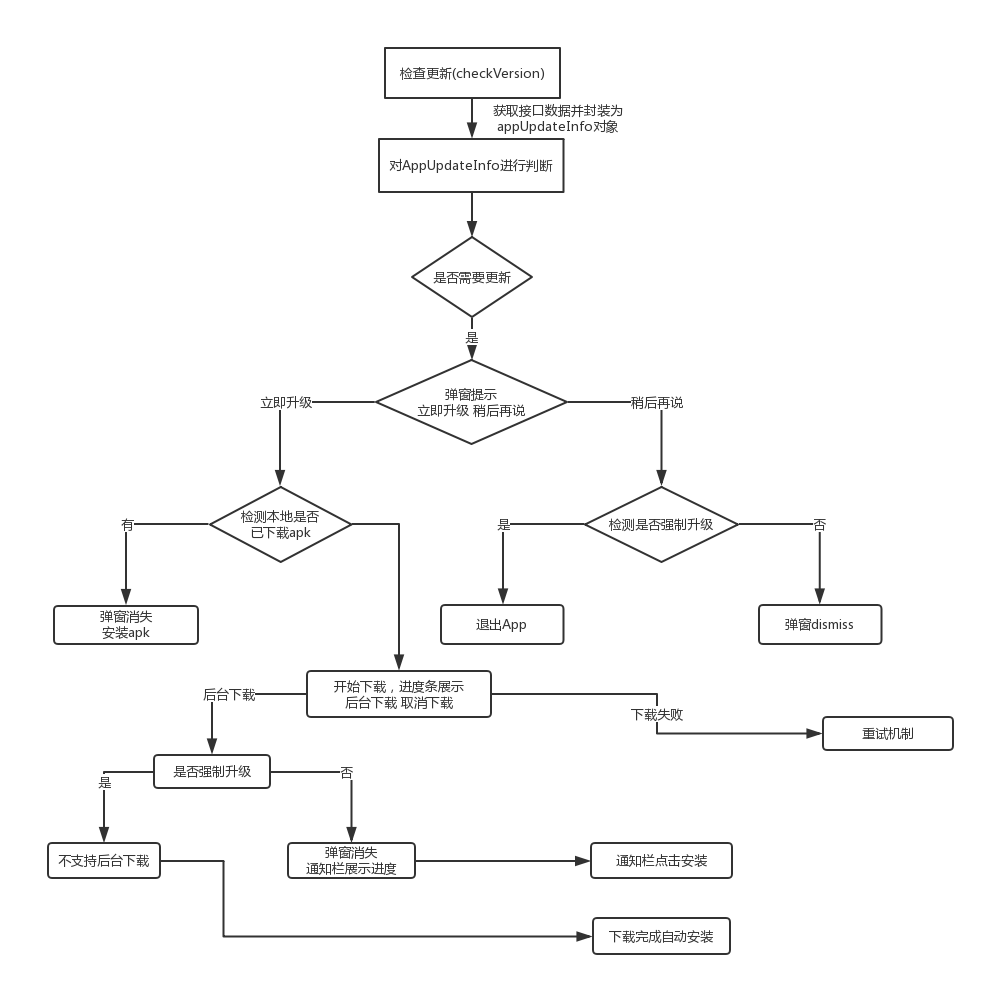 检查更新(checkVersion)
获取接口数据并封装为
appUpdateInfo对象
对AppUpdateInfo进行判断
是否需要更新
是
弹窗提示
立即升级 稍后再说
立即升级
稍后再说
检测本地是否
已下载apk
检测是否强制升级
有
是
否
弹窗消失
安装apk
退出App
弹窗dismiss
开始下载，进度条展示
后台下载 取消下载
后台下载
下载失败
重试机制
是否强制升级
是
否
不支持后台下载
弹窗消失
通知栏展示进度
通知栏点击安装
下载完成自动安装